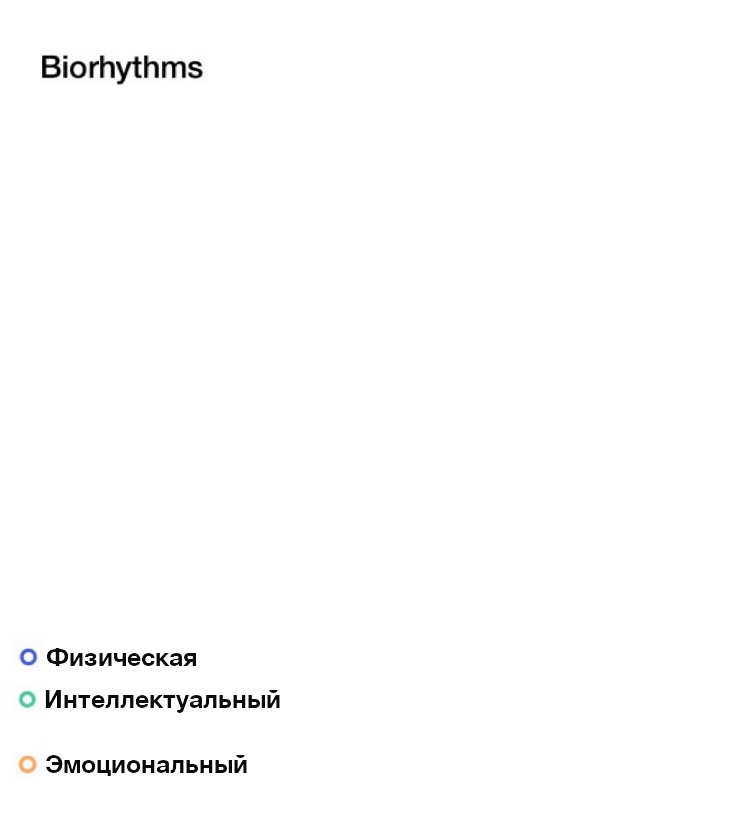 Biorhythms
Физическая
Интеллектуальный
Эмоциональный